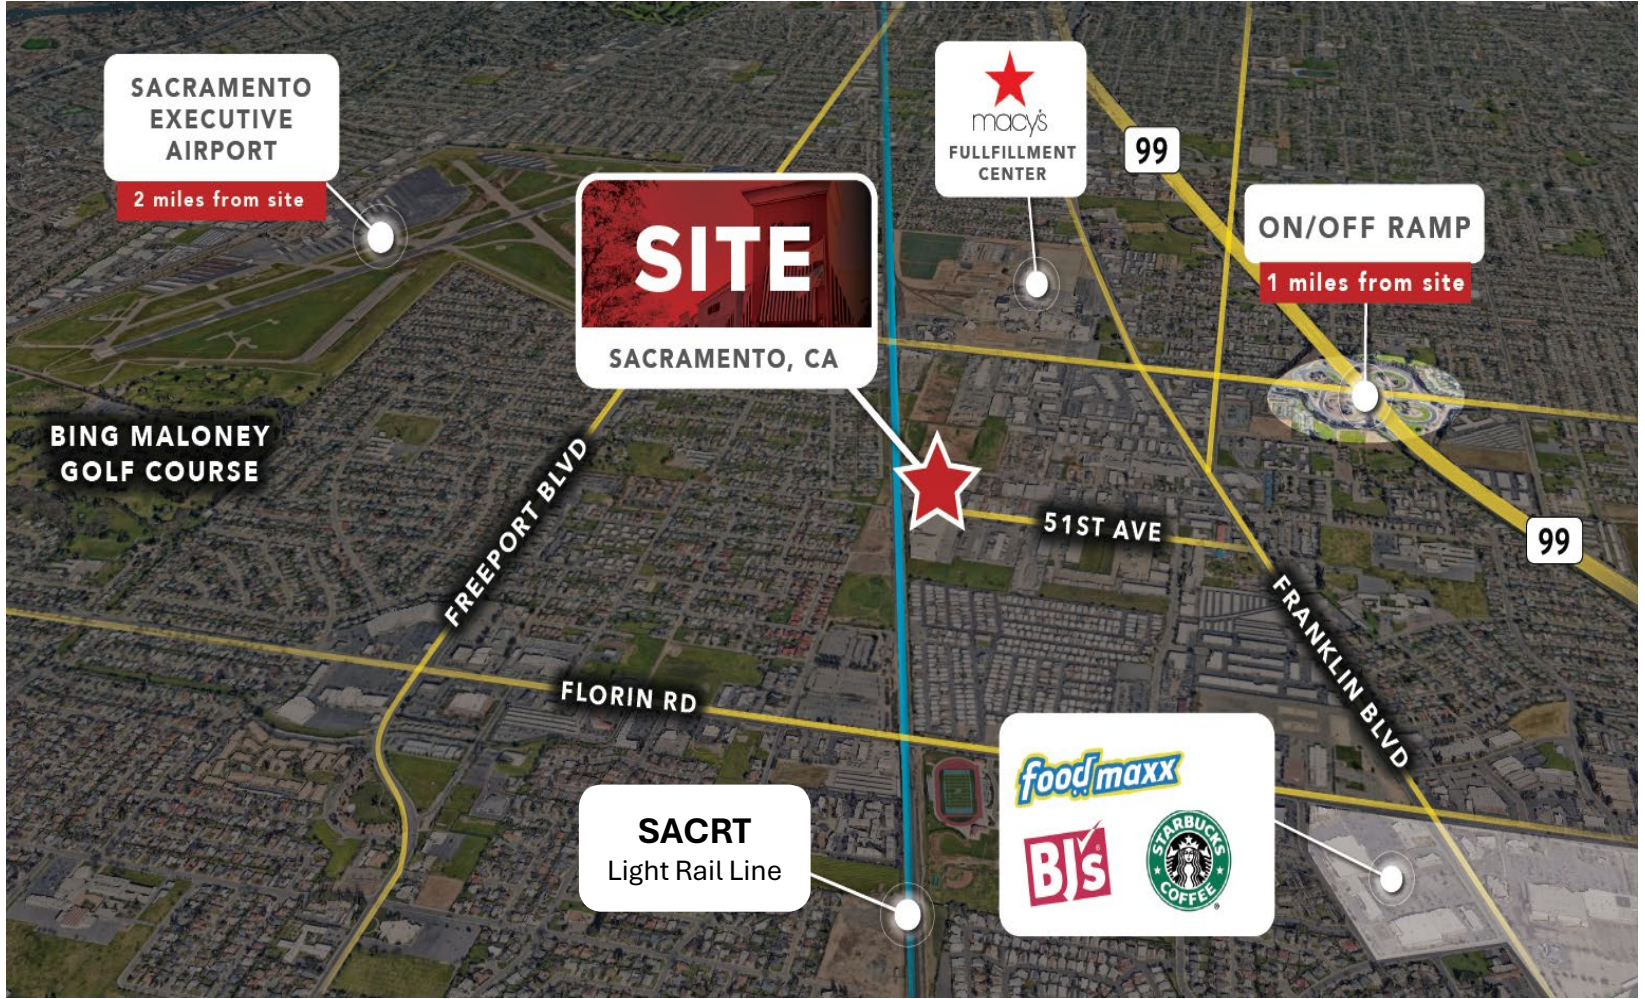 SACRAMENTO
EXECUTIVE
AIRPORT
2 miles from site
macy's
FULLFILLMENT
CENTER
99
ON/OFF RAMP
1 miles from site
SITE
SACRAMENTO, CA
BING MALONEY
GOLF COURSE
FREEPORT BLVD
51ST AVE
99
FRANKLIN BLVD
FLORIN RD
SACRT
Light Rail Line
foodmaxx
BJ's
STARBUCKS
COFFEE